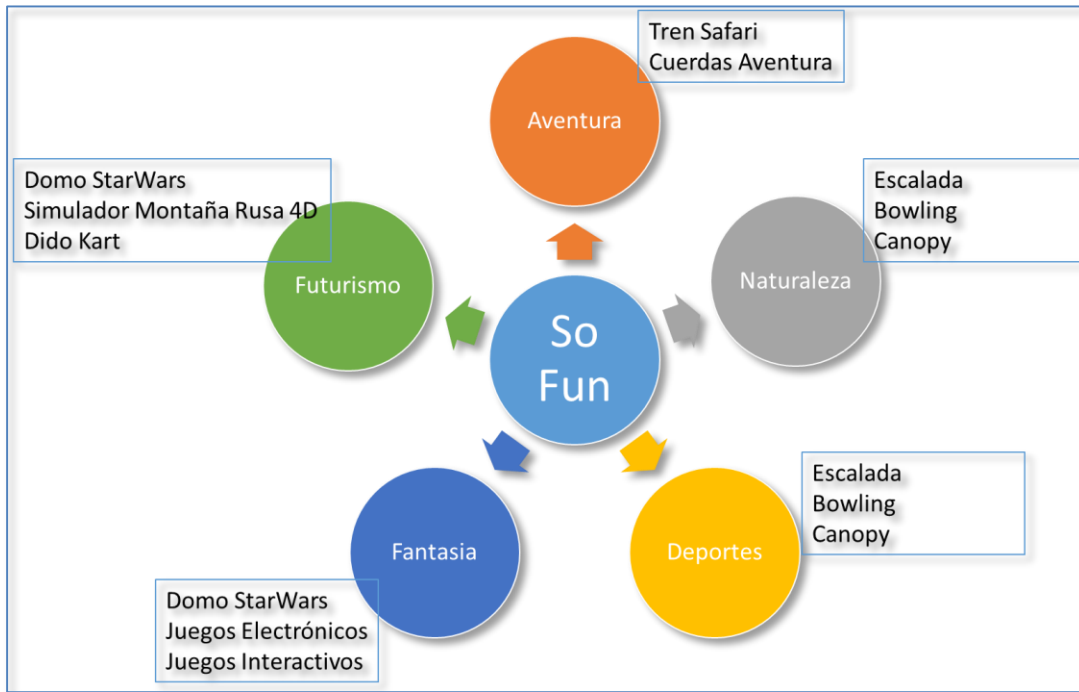 Tren Safari
Cuerdas Aventura
Aventura
Domo StarWars
Simulador Montaña Rusa 4D
Dido Kart
Futurismo
Escalada
Bowling
Canopy
Naturaleza
So
Fun
Fantasia
Domo StarWars
Juegos Electrónicos
Juegos Interactivos
Deportes
Escalada
Bowling
Canopy